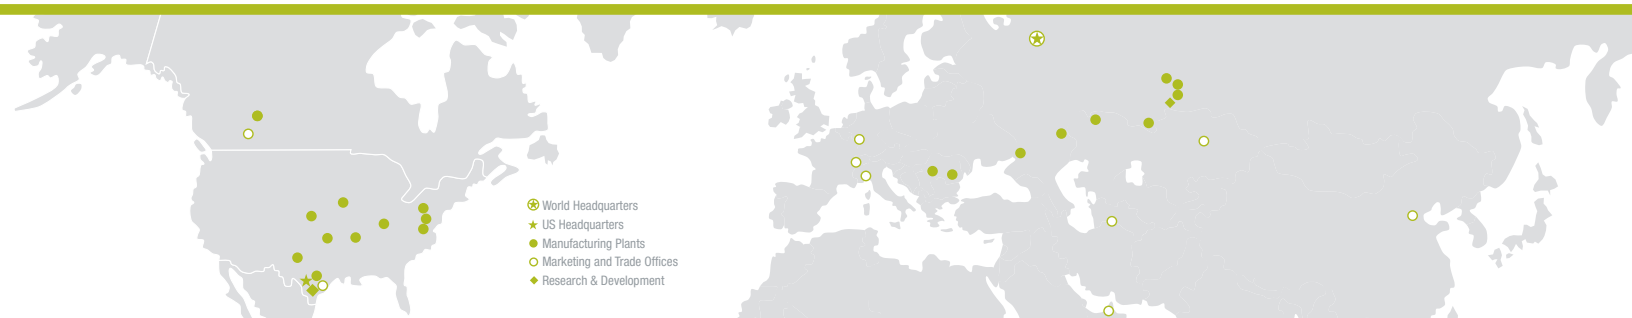 World Headquarters
US Headquarters
Manufacturing Plants
Marketing and Trade Offices
Research & Development